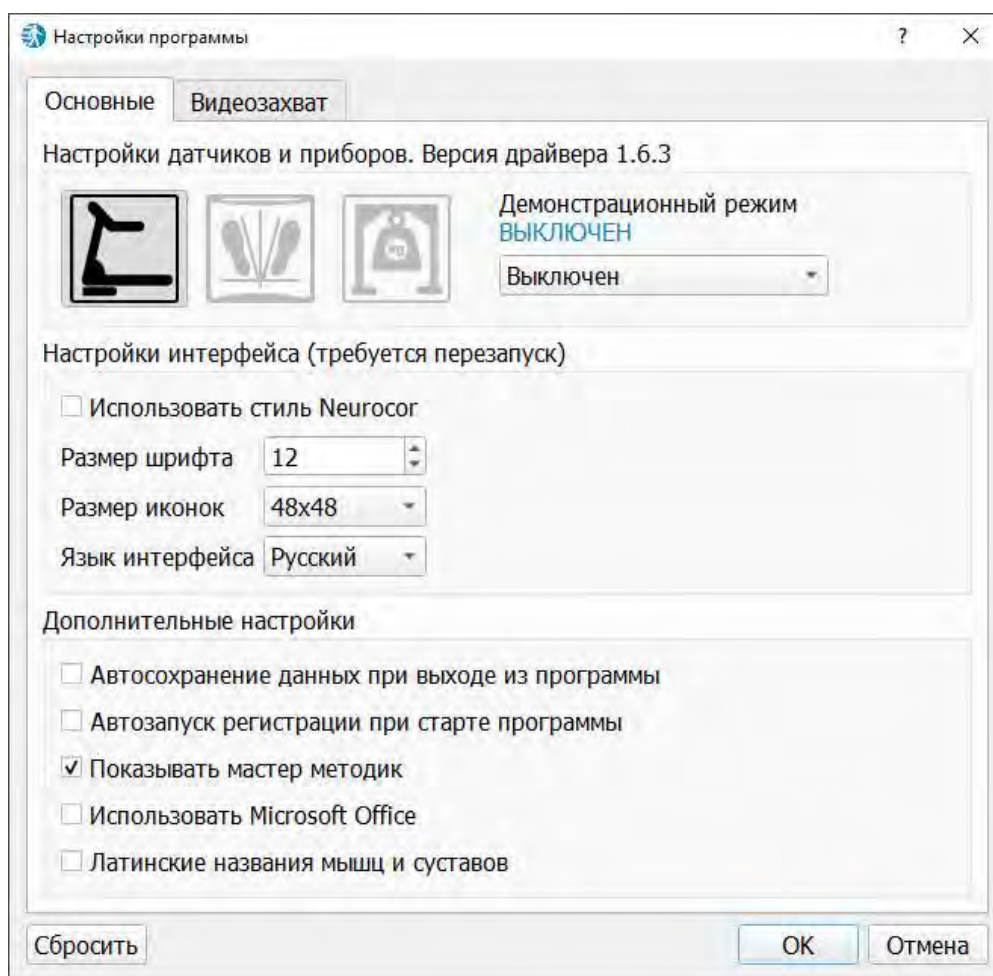 Настройки программы
?
Основные
Видеозахват
Настройки датчиков и приборов. Версия драйвера 1.6.3
Демонстрационный режим
ВЫКЛЮЧЕН
Выключен
Настройки интерфейса (требуется перезапуск)
Использовать стиль Neurocor
Размер шрифта 12
Размер иконок 48x48
Язык интерфейса Русский
Дополнительные настройки
Автосохранение данных при выходе из программы
Автозапуск регистрации при старте программы
Показывать мастер методик
Использовать Microsoft Office
Латинские названия мышц и суставов
Сбросить
OK
Отмена